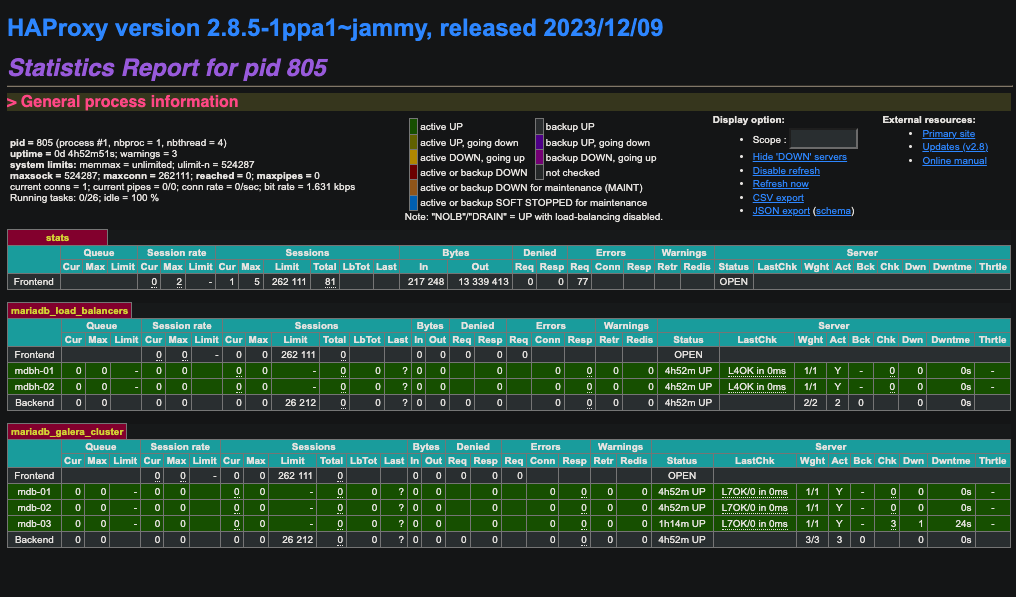 HAProxy version 2.8.5-1ppa1~jammy, released 2023/12/09
Statistics Report for pid 805
> General process information
pid = 805 (process #1, nbproc = 1, nbthread = 4)
uptime = 0d 4h52m51s; warnings = 3
system limits: memmax = unlimited; ulimit-n = 524287
maxsock = 524287; maxconn = 262111; reached = 0; maxpipes = 0
current conns = 1; current pipes = 0/0; conn rate = 0/sec; bit rate = 1.631 kbps
Running tasks: 0/26; idle = 100 %
active UP backup UP
active UP, going down backup UP, going down
active DOWN, going up backup DOWN, going up
active or backup DOWN not checked
active or backup DOWN for maintenance (MAINT)
active or backup SOFT STOPPED for maintenance
Note: "NOLB"/"DRAIN" = UP with load-balancing disabled.
Display option:
• Scope :
• Hide 'DOWN' servers
• Disable refresh
• Refresh now
• CSV export
• JSON export (schema)
External resources:
• Primary site
• Updates (v2.8)
• Online manual
stats
Queue Session rate Sessions Bytes Denied Errors Warnings Server
Cur Max Limit Cur Max Limit Cur Max Limit Total LbTot Last In Out Req Resp Req Conn Resp Retr Redis Status LastChk Wght Act Bck Chk Dwn Dwntme Thrtle
Frontend 0 2 - 1 5 262 111 81 217 248 13 339 413 0 0 77 OPEN
mariadb_load_balancers
Queue Session rate Sessions Bytes Denied Errors Warnings Server
Cur Max Limit Cur Max Limit Cur Max Limit Total LbTot Last In Out Req Resp Req Conn Resp Retr Redis Status LastChk Wght Act Bck Chk Dwn Dwntme Thrtle
Frontend 0 0 - 0 0 262 111 0 0 0 0 0 0 OPEN
mdbh-01 0 0 - 0 0 0 0 - 0 0 ? 0 0 0 0 0 0 0 4h52m UP L4OK in 0ms 1/1 Y - 0 0 0s -
mdbh-02 0 0 - 0 0 0 0 - 0 0 ? 0 0 0 0 0 0 0 4h52m UP L4OK in 0ms 1/1 Y - 0 0 0s -
Backend 0 0 0 0 0 0 26 212 0 0 ? 0 0 0 0 0 0 0 0 4h52m UP 2/2 2 0 0 0s
mariadb_galera_cluster
Queue Session rate Sessions Bytes Denied Errors Warnings Server
Cur Max Limit Cur Max Limit Cur Max Limit Total LbTot Last In Out Req Resp Req Conn Resp Retr Redis Status LastChk Wght Act Bck Chk Dwn Dwntme Thrtle
Frontend 0 0 - 0 0 262 111 0 0 0 0 0 0 OPEN
mdb-01 0 0 - 0 0 0 0 - 0 0 ? 0 0 0 0 0 0 0 4h52m UP L7OK/0 in 0ms 1/1 Y - 0 0 0s -
mdb-02 0 0 - 0 0 0 0 - 0 0 ? 0 0 0 0 0 0 0 4h52m UP L7OK/0 in 0ms 1/1 Y - 0 0 0s -
mdb-03 0 0 - 0 0 0 0 - 0 0 ? 0 0 0 0 0 0 0 1h14m UP L7OK/0 in 0ms 1/1 Y - 3 1 24s -
Backend 0 0 0 0 0 0 26 212 0 0 ? 0 0 0 0 0 0 0 0 4h52m UP 3/3 3 0 0 0s